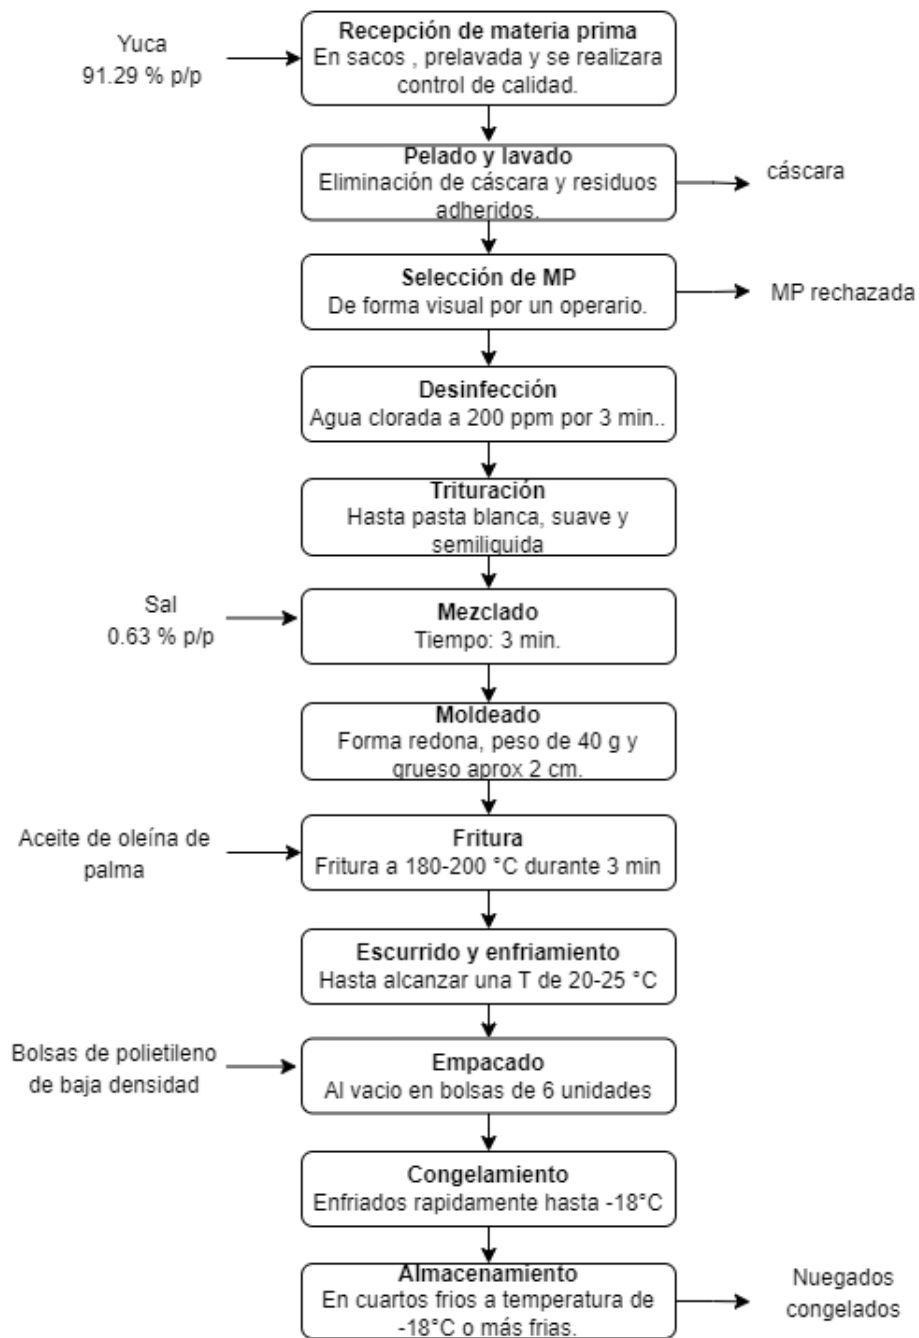 Recepción de materia prima
En sacos , prelavada y se realizara
control de calidad.
Yuca
91.29 % p/p
Pelado y lavado
Eliminación de cáscara y residuos
adheridos.
cáscara
Selección de MP
De forma visual por un operario.
MP rechazada
Desinfección
Agua clorada a 200 ppm por 3 min..
Trituración
Hasta pasta blanca, suave y
semiliquida
Sal
0.63 % p/p
Mezclado
Tiempo: 3 min.
Moldeado
Forma redona, peso de 40 g y
grueso aprox 2 cm.
Aceite de oleína de
palma
Fritura
Fritura a 180-200 °C durante 3 min
Escurrido y enfriamiento
Hasta alcanzar una T de 20-25 °C
Bolsas de polietileno
de baja densidad
Empacado
Al vacio en bolsas de 6 unidades
Congelamiento
Enfriados rapidamente hasta -18°C
Almacenamiento
En cuartos frios a temperatura de
-18°C o más frias.
Nuegados
congelados